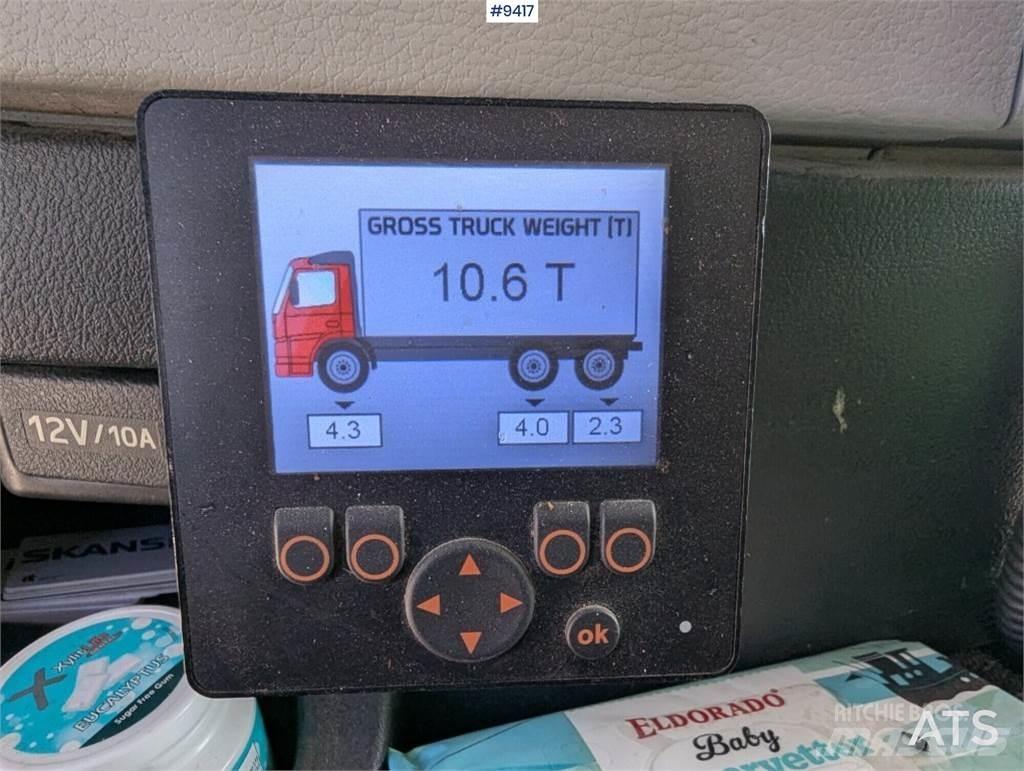 #9417
GROSS TRUCK WEIGHT [T]
10.6 T
4.3
4.0
2.3
12V/10A
SKANS
ok
EUCALYPTUS
Sugar Free Gum
ELDORADO
Baby
RITCHIE
ATS